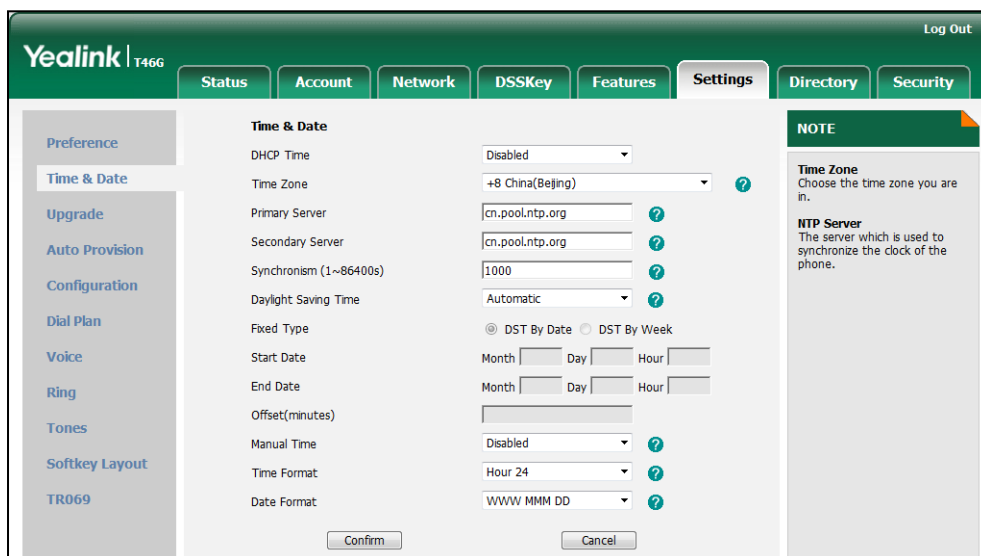 Log Out
Yealink T46G
Status Account Network DSSKey Features Settings Directory Security
Preference
Time & Date
Upgrade
Auto Provision
Configuration
Dial Plan
Voice
Ring
Tones
Softkey Layout
TR069
Time & Date
DHCP Time Disabled
Time Zone +8 China(Beijing) ?
Primary Server cn.pool.ntp.org ?
Secondary Server cn.pool.ntp.org ?
Synchronism (1~86400s) 1000 ?
Daylight Saving Time Automatic ?
Fixed Type DST By Date DST By Week
Start Date Month Day Hour
End Date Month Day Hour
Offset(minutes)
Manual Time Disabled ?
Time Format Hour 24 ?
Date Format WWW MMM DD ?
Confirm Cancel
NOTE
Time Zone
Choose the time zone you are
in.
NTP Server
The server which is used to
synchronize the clock of the
phone.